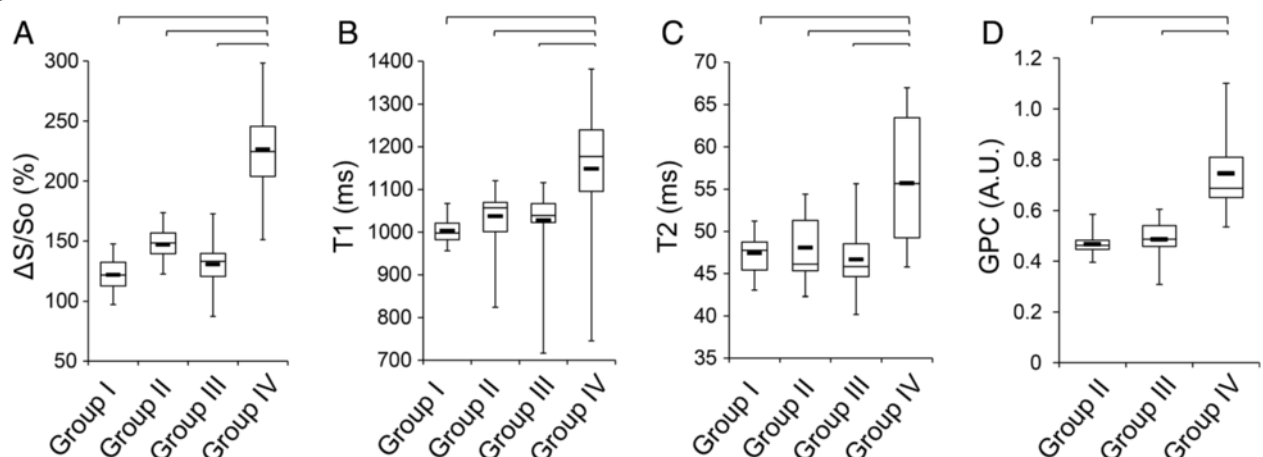 A
B
C
D
ΔS/So (%)
300
250
200
150
100
50
Group I
Group II
Group III
Group IV
T1 (ms)
1400
1300
1200
1100
1000
900
800
700
Group I
Group II
Group III
Group IV
T2 (ms)
70
65
60
55
50
45
40
35
Group I
Group II
Group III
Group IV
GPC (A.U.)
1.2
1.0
0.8
0.6
0.4
0.2
0
Group II
Group III
Group IV